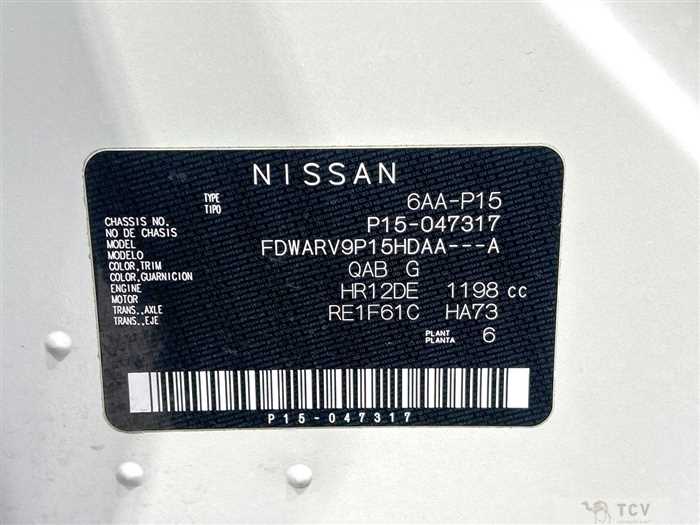 NISSAN
TYPE
TIPO 6AA-P15
CHASSIS NO. P15-047317
NO DE CHASIS
MODEL FDWARV9P15HDAA---A
MODELO
COLOR,TRIM QAB G
COLOR,GUARNICION
ENGINE HR12DE 1198 cc
MOTOR
TRANS.,AXLE RE1F61C HA73
TRANS.,EJE
PLANT 6
PLANTA
P15-047317
TCV